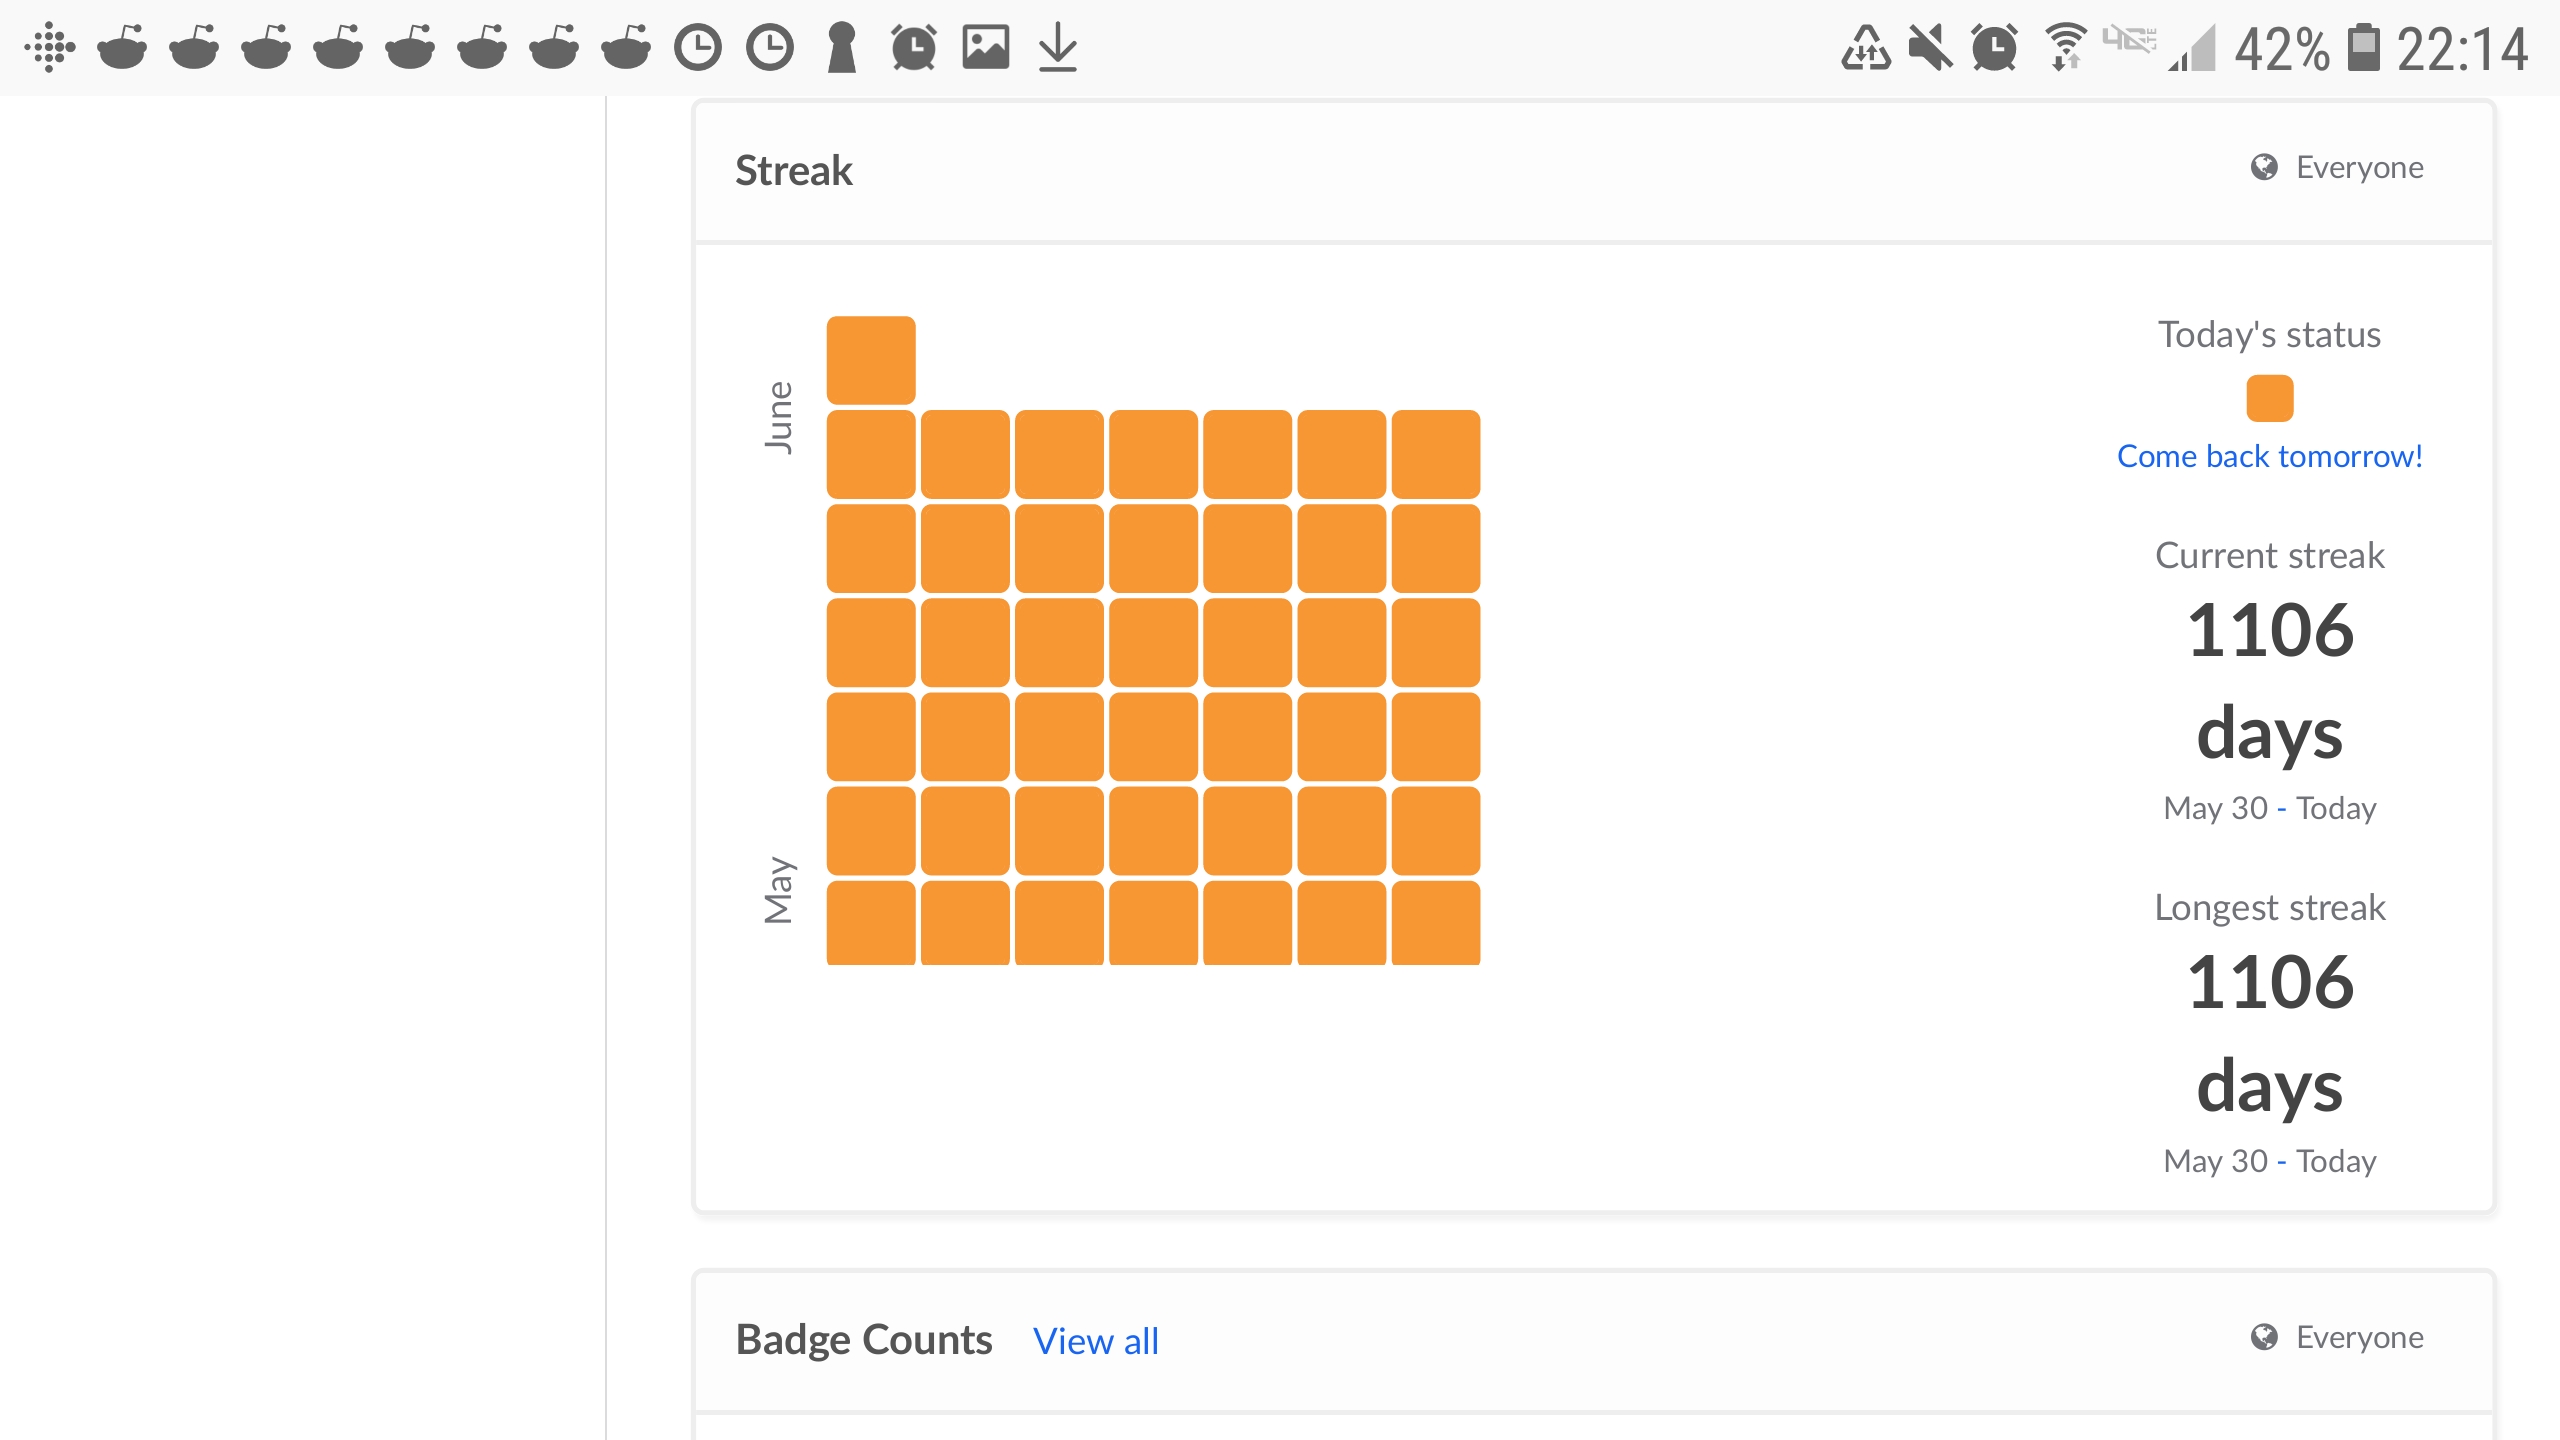 42% 22:14
Streak
Everyone
June
May
Today's status
Come back tomorrow!
Current streak
1106
days
May 30 - Today
Longest streak
1106
days
May 30 - Today
Badge Counts View all
Everyone